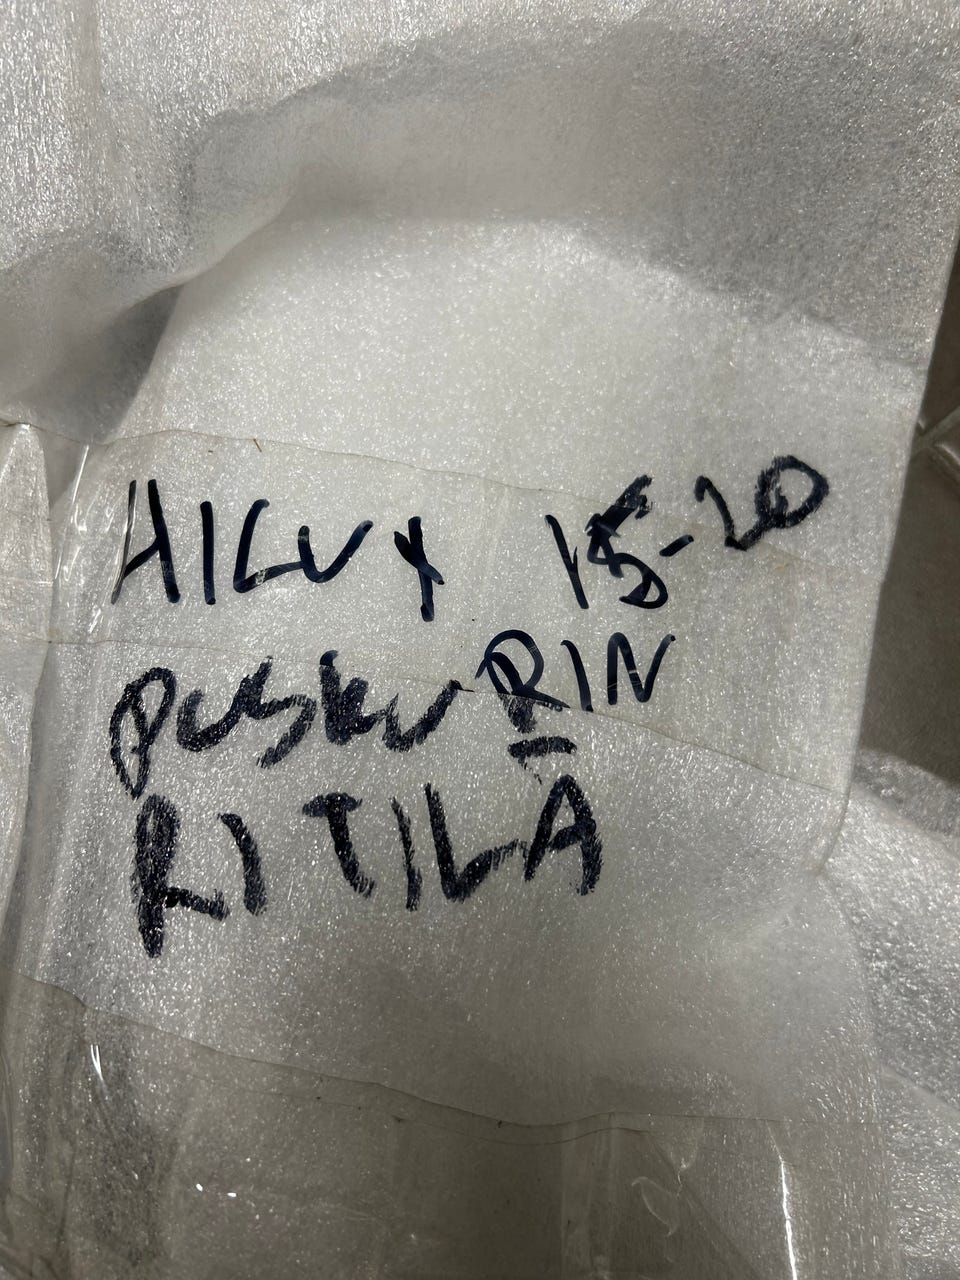 HILUX 15-20
PUSKURIN
RITILÄ